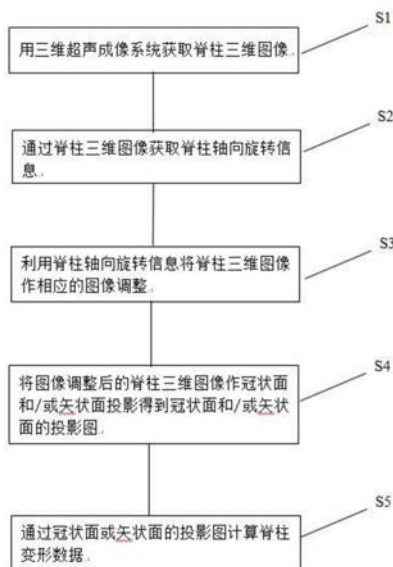 S1
用三维超声成像系统获取脊柱三维图像.
S2
通过脊柱三维图像获取脊柱轴向旋转信
息.
S3
利用脊柱轴向旋转信息将脊柱三维图像
作相应的图像调整.
S4
将图像调整后的脊柱三维图像作冠状面
和/或矢状面投影得到冠状面和/或矢状
面的投影图.
S5
通过冠状面或矢状面的投影图计算脊柱
变形数据.